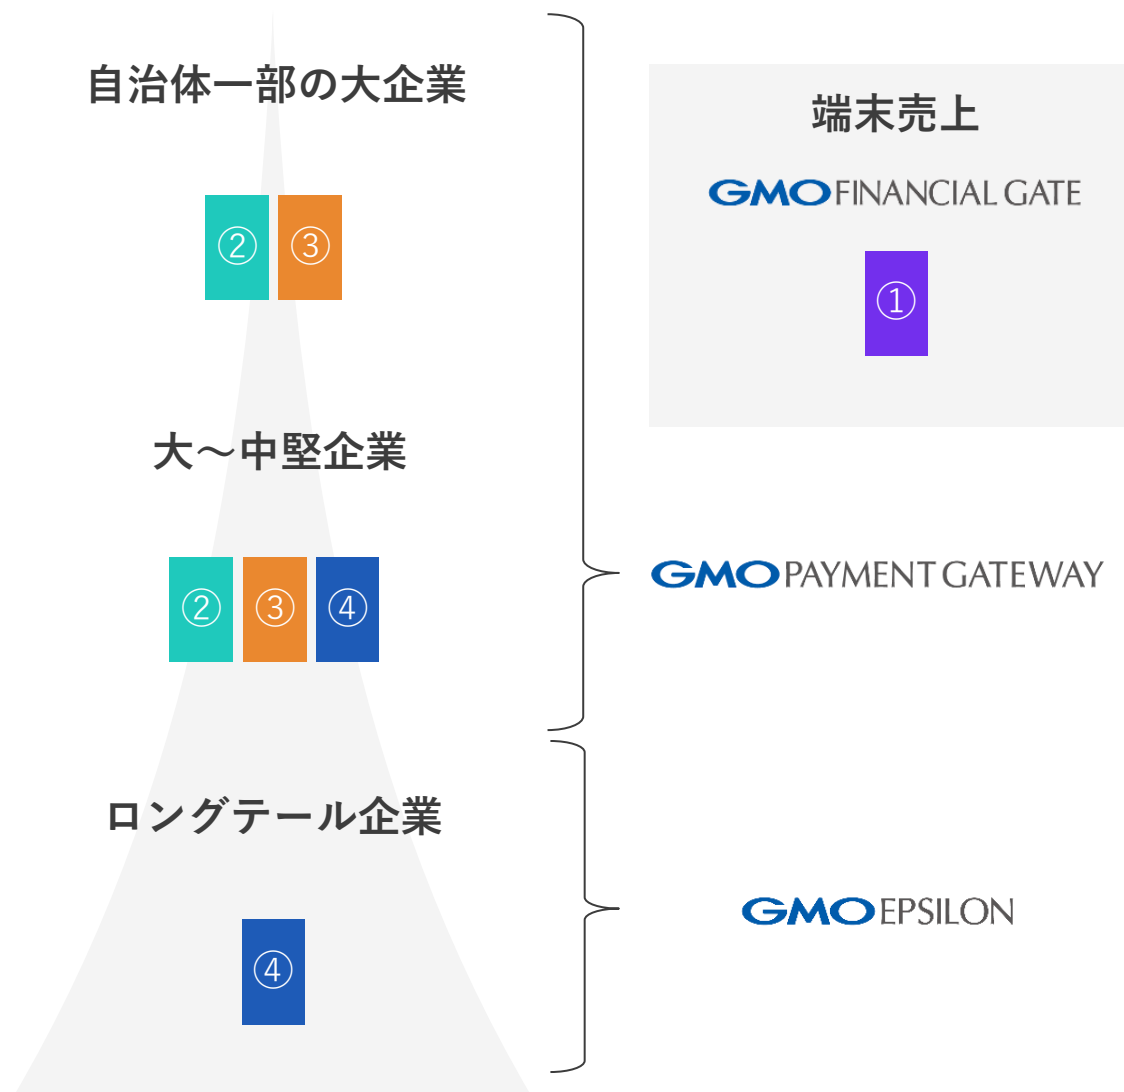 自治体一部の大企業
② ③
大～中堅企業
② ③ ④
ロングテール企業
④
端末売上
GMO FINANCIAL GATE
①
GMO PAYMENT GATEWAY
GMO EPSILON